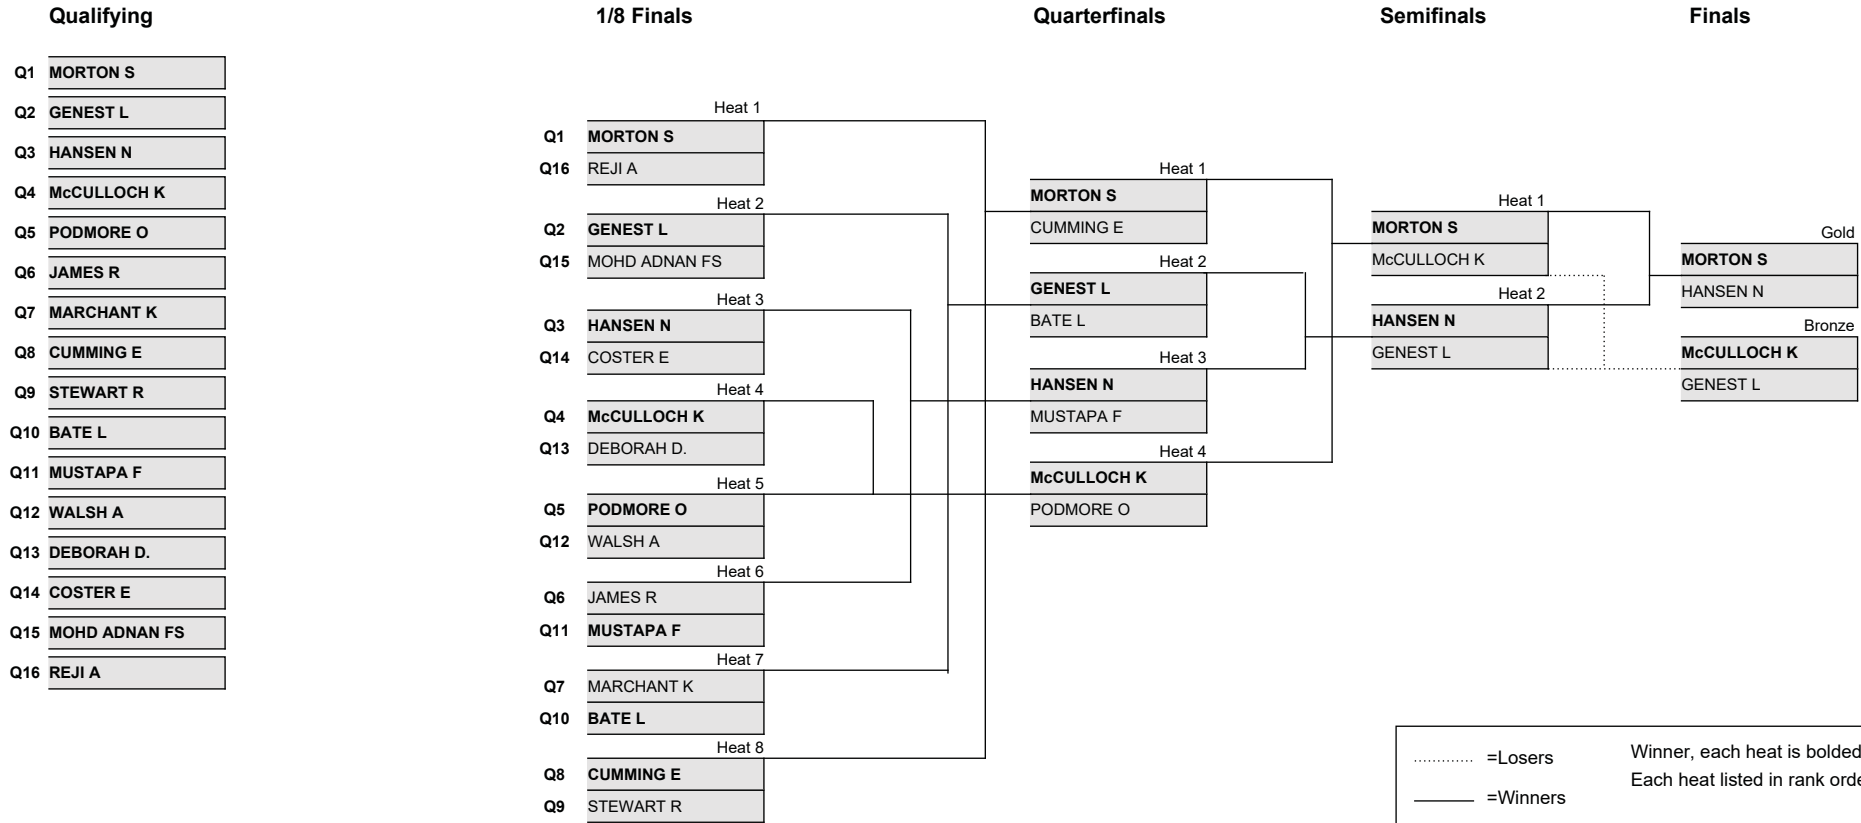 Qualifying
1/8 Finals
Quarterfinals
Semifinals
Finals
Q1 MORTON S
Q2 GENEST L
Q3 HANSEN N
Q4 McCULLOCH K
Q5 PODMORE O
Q6 JAMES R
Q7 MARCHANT K
Q8 CUMMING E
Q9 STEWART R
Q10 BATE L
Q11 MUSTAPA F
Q12 WALSH A
Q13 DEBORAH D.
Q14 COSTER E
Q15 MOHD ADNAN FS
Q16 REJI A
Heat 1
Q1 MORTON S
Q16 REJI A
Heat 2
Q2 GENEST L
Q15 MOHD ADNAN FS
Heat 3
Q3 HANSEN N
Q14 COSTER E
Heat 4
Q4 McCULLOCH K
Q13 DEBORAH D.
Heat 5
Q5 PODMORE O
Q12 WALSH A
Heat 6
Q6 JAMES R
Q11 MUSTAPA F
Heat 7
Q7 MARCHANT K
Q10 BATE L
Heat 8
Q8 CUMMING E
Q9 STEWART R
Heat 1
MORTON S
CUMMING E
Heat 2
GENEST L
BATE L
Heat 3
HANSEN N
MUSTAPA F
Heat 4
McCULLOCH K
PODMORE O
Heat 1
MORTON S
McCULLOCH K
Heat 2
HANSEN N
GENEST L
Gold
MORTON S
HANSEN N
Bronze
McCULLOCH K
GENEST L
=Losers
=Winners
Winner, each heat is bolded
Each heat listed in rank orde